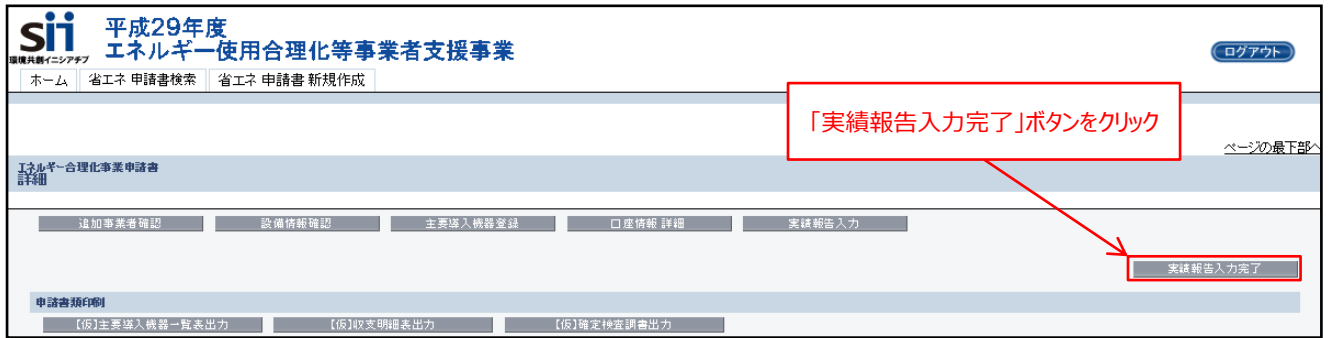 sii 平成29年度
環境共創イニシアチブ エネルギー使用合理化等事業者支援事業
ログアウト
ホーム 省エネ 申請書検索 省エネ 申請書 新規作成
「実績報告入力完了」ボタンをクリック
ページの最下部へ
エネルギー合理化事業申請書
詳細
追加事業者確認 設備情報確認 主要導入機器登録 口座情報 詳細 実績報告入力
実績報告入力完了
申請書類印刷
【仮】主要導入機器一覧表出力 【仮】収支明細表出力 【仮】確定検査調書出力